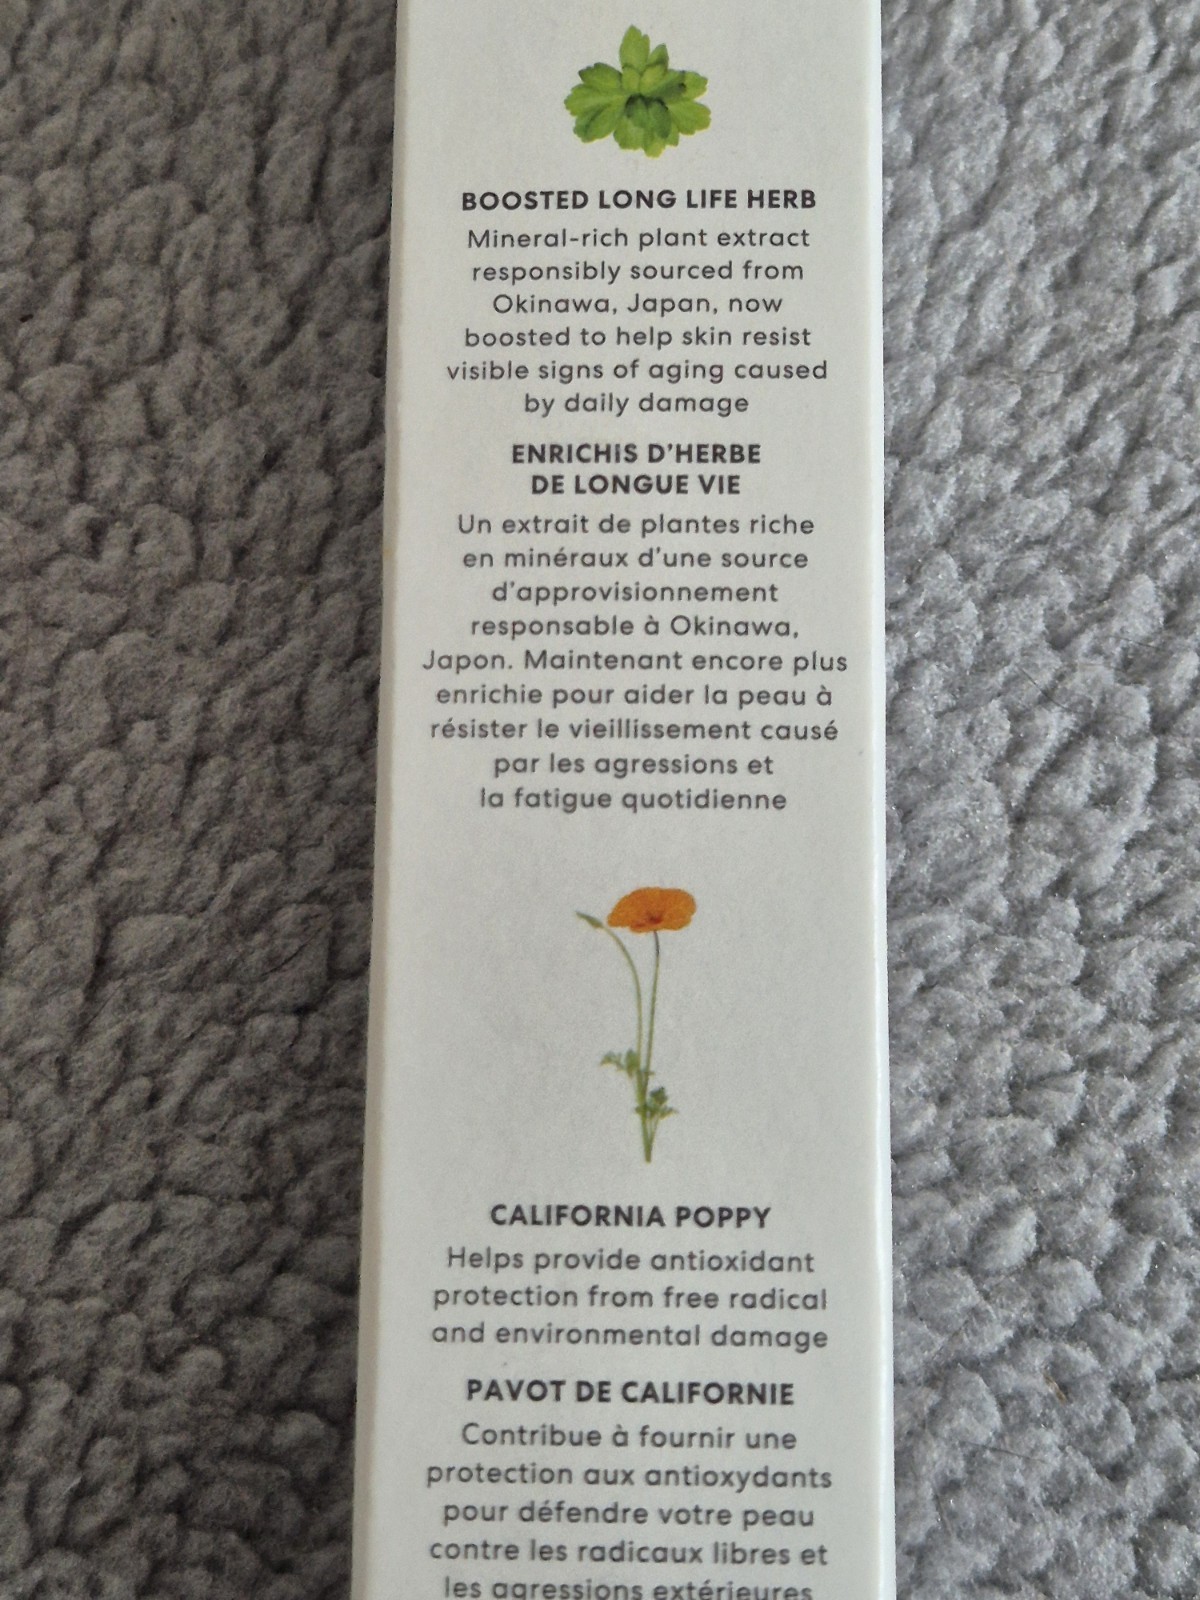 BOOSTED LONG LIFE HERB
Mineral-rich plant extract
responsibly sourced from
Okinawa, Japan, now
boosted to help skin resist
visible signs of aging caused
by daily damage
ENRICHIS D'HERBE
DE LONGUE VIE
Un extrait de plantes riche
en minéraux d'une source
d'approvisionnement
responsable à Okinawa,
Japon. Maintenant encore plus
enrichie pour aider la peau à
résister le vieillissement causé
par les agressions et
la fatigue quotidienne
CALIFORNIA POPPY
Helps provide antioxidant
protection from free radical
and environmental damage
PAVOT DE CALIFORNIE
Contribue à fournir une
protection aux antioxydants
pour défendre votre peau
contre les radicaux libres et
les agressions extérieures